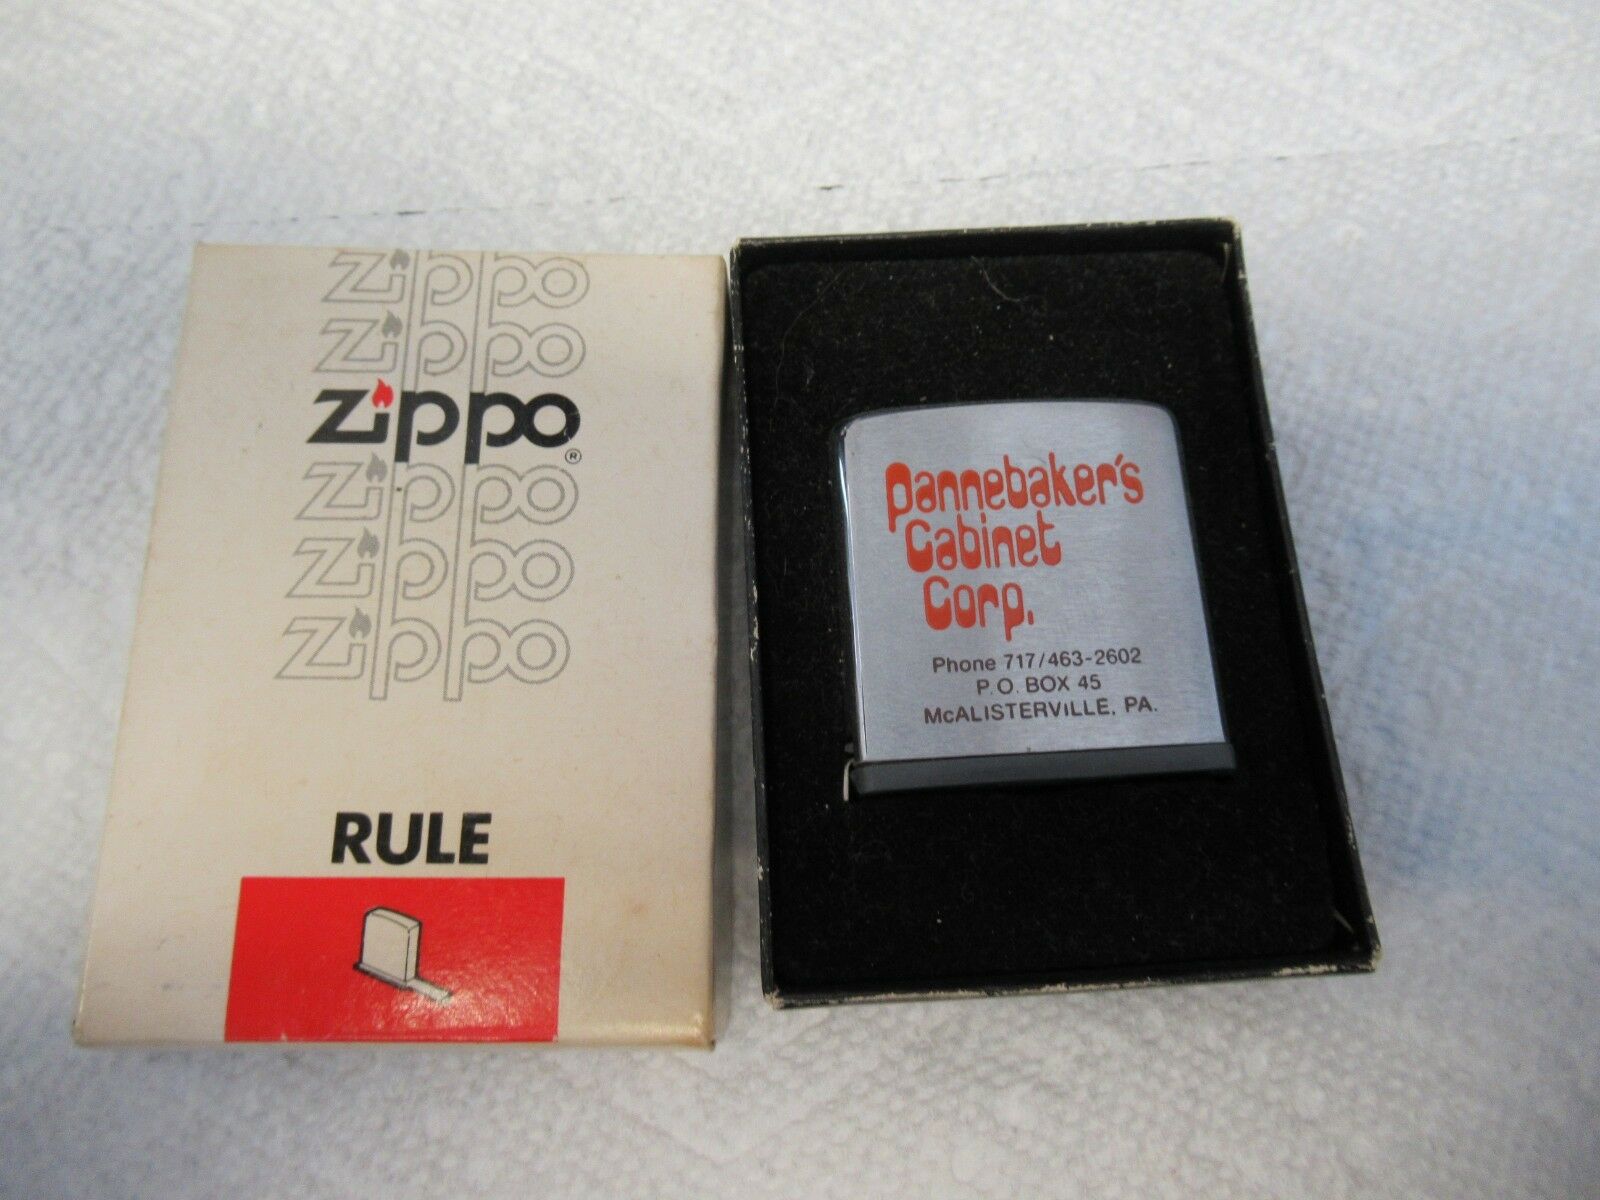 Zippo
Zippo
Zippo®
Zippo
Zippo
Zippo
RULE
Pannebaker's
Cabinet
Corp.
Phone 717/463-2602
P.O. BOX 45
McALISTERVILLE, PA.